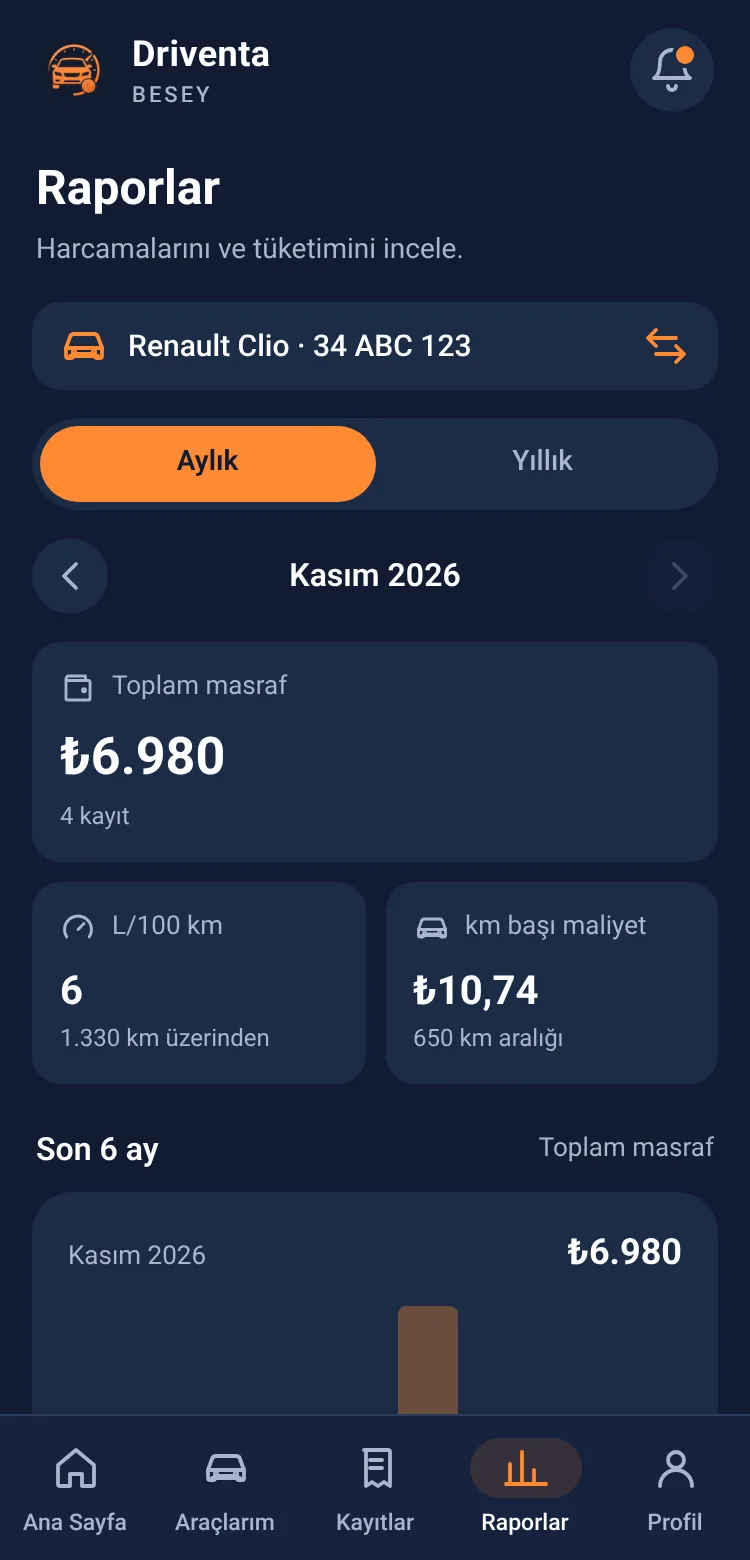 Driventa
BESEY
Raporlar
Harcamalarını ve tüketimini incele.
Renault Clio · 34 ABC 123
Aylık
Yıllık
Kasım 2026
Toplam masraf
₺6.980
4 kayıt
L/100 km
6
1.330 km üzerinden
km başı maliyet
₺10,74
650 km aralığı
Son 6 ay
Toplam masraf
Kasım 2026
₺6.980
Ana Sayfa
Araçlarım
Kayıtlar
Raporlar
Profil